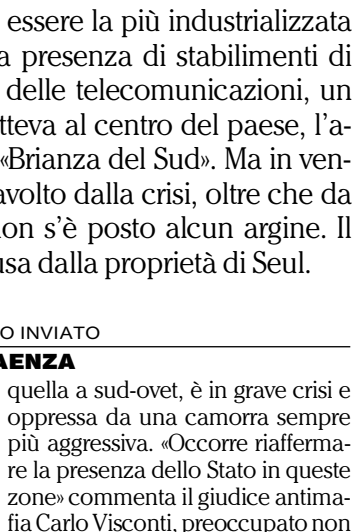 essere la più industrializzata
presenza di stabilimenti di
delle telecomunicazioni, un
tteva al centro del paese, l'a-
«Brianza del Sud». Ma in ven-
avolto dalla crisi, oltre che da
non s'è posto alcun argine. Il
usa dalla proprietà di Seul.
O INVIATO
AENZA
quella a sud-ovet, è in grave crisi e
oppressa da una camorra sempre
più aggressiva. «Occorre riafferma-
re la presenza dello Stato in queste
zone» commenta il giudice antima-
fia Carlo Visconti, preoccupato non